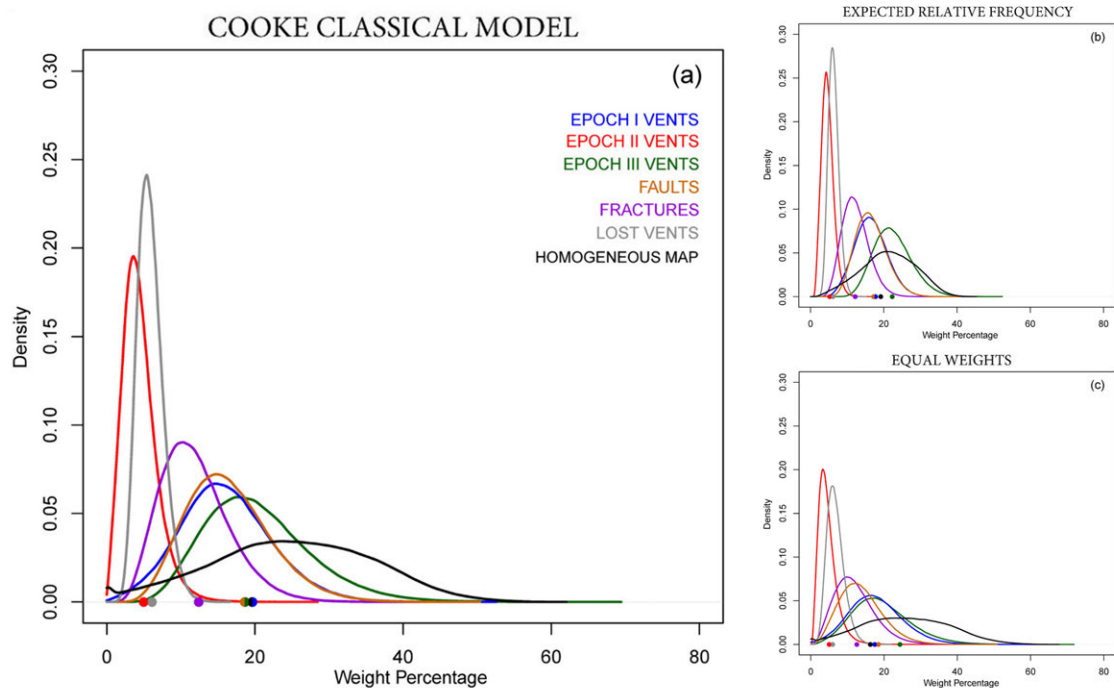 COOKE CLASSICAL MODEL
(a)
EPOCH I VENTS
EPOCH II VENTS
EPOCH III VENTS
FAULTS
FRACTURES
LOST VENTS
HOMOGENEOUS MAP
Density
0.30
0.25
0.20
0.15
0.10
0.05
0.00
0 20 40 60 80
Weight Percentage
EXPECTED RELATIVE FREQUENCY
(b)
Density
0.30
0.25
0.20
0.15
0.10
0.05
0.00
0 20 40 60 80
Weight Percentage
EQUAL WEIGHTS
(c)
Density
0.30
0.25
0.20
0.15
0.10
0.05
0.00
0 20 40 60 80
Weight Percentage